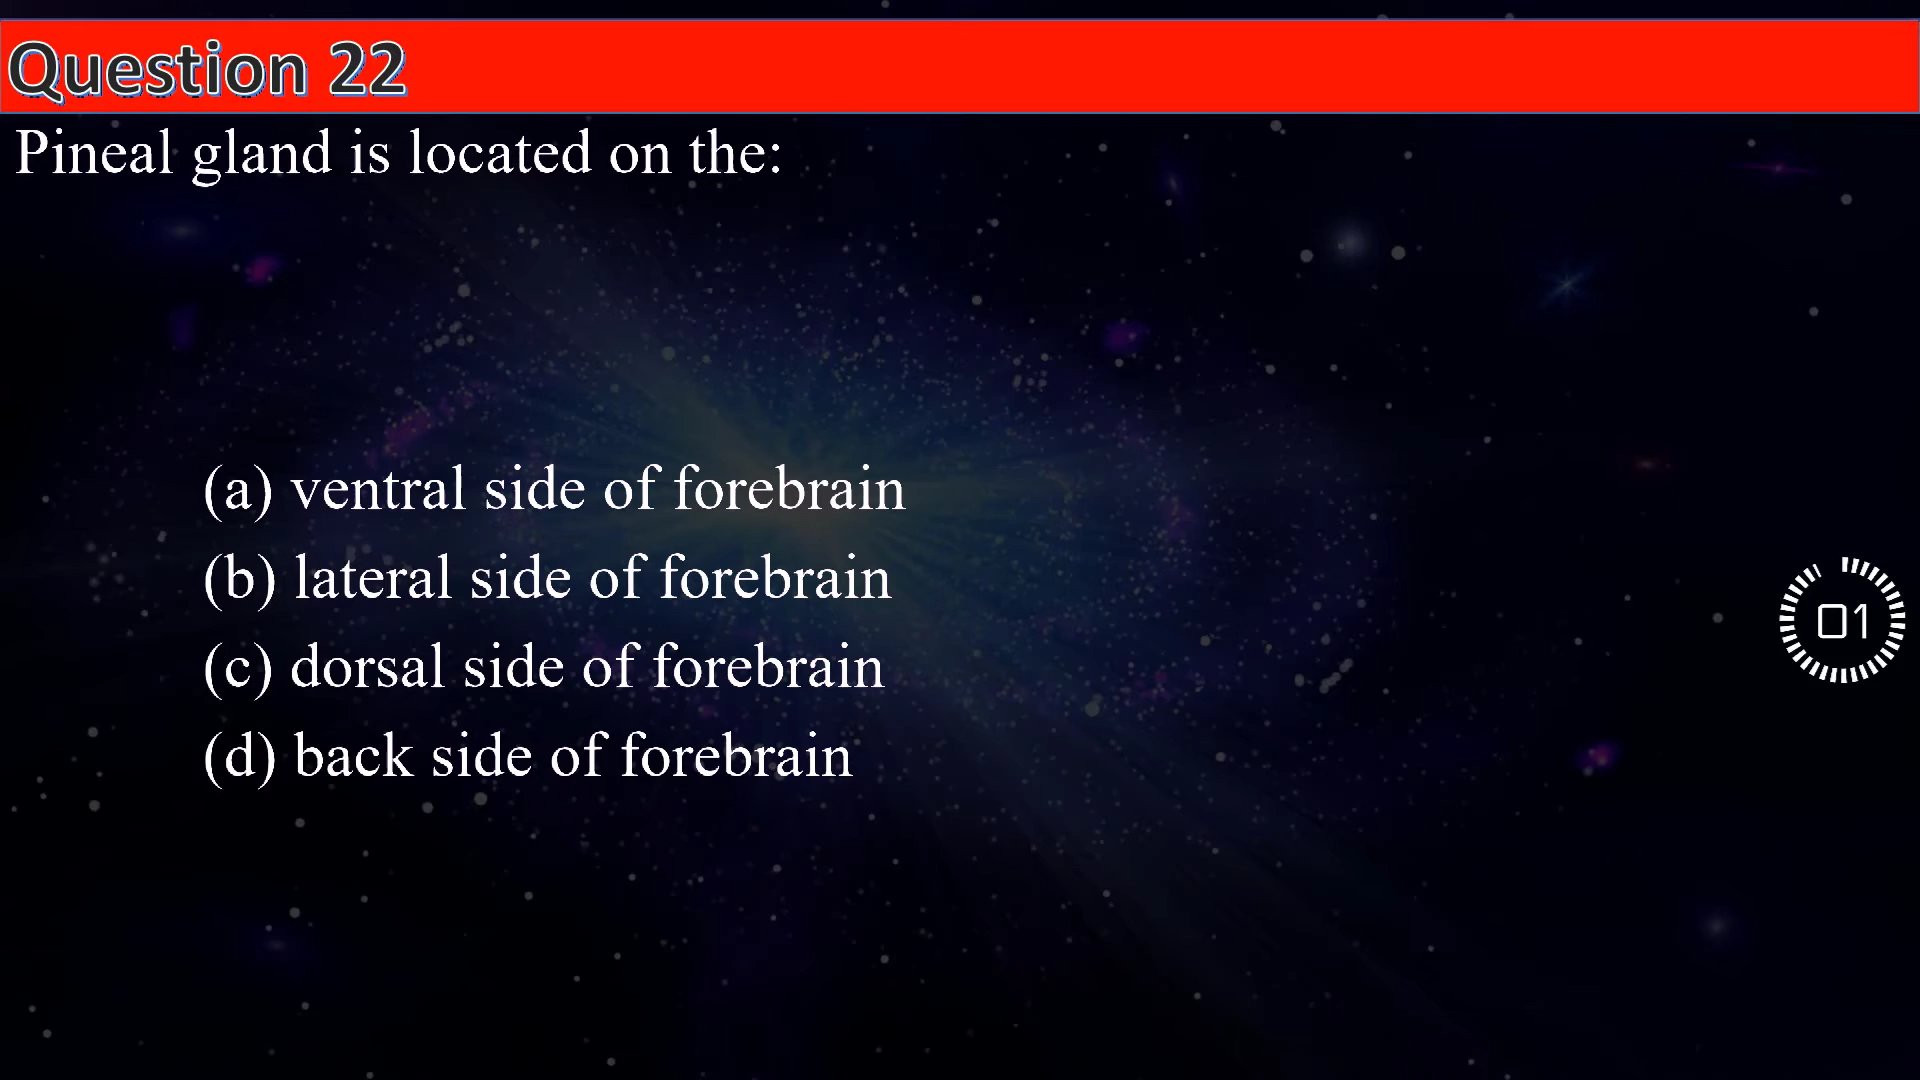 Question 22
Pineal gland is located on the:
(a) ventral side of forebrain
(b) lateral side of forebrain
01
(c) dorsal side of forebrain
(d) back side of forebrain